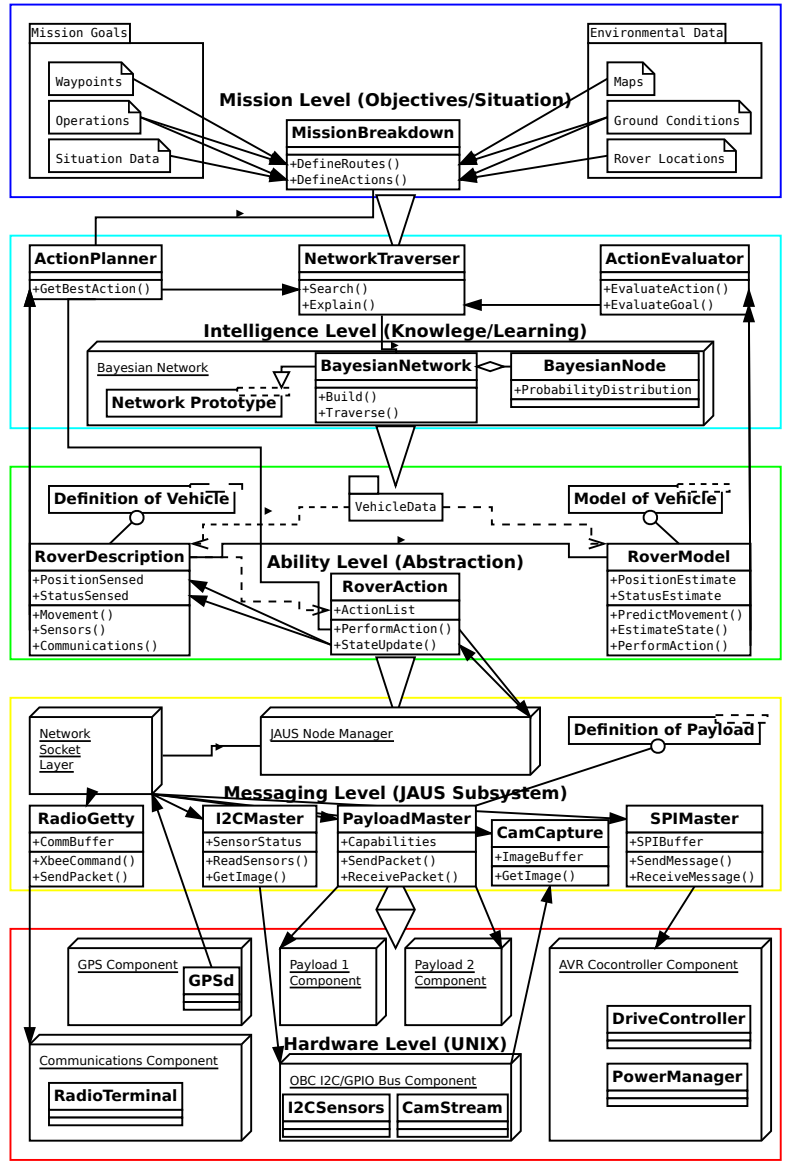 Mission Goals
Environmental Data
Waypoints
Operations
Situation Data
Mission Level (Objectives/Situation)
Maps
Ground Conditions
Rover Locations
MissionBreakdown
+DefineRoutes()
+DefineActions()
ActionPlanner
+GetBestAction()
NetworkTraverser
+Search()
+Explain()
ActionEvaluator
+EvaluateAction()
+EvaluateGoal()
Intelligence Level (Knowlege/Learning)
Bayesian Network
Network Prototype
BayesianNetwork
+Build()
+Traverse()
BayesianNode
+ProbabilityDistribution
Definition of Vehicle
VehicleData
Model of Vehicle
RoverDescription
+PositionSensed
+StatusSensed
+Movement()
+Sensors()
+Communications()
Ability Level (Abstraction)
RoverAction
+ActionList
+PerformAction()
+StateUpdate()
RoverModel
+PositionEstimate
+StatusEstimate
+PredictMovement()
+EstimateState()
+PerformAction()
Network
Socket
Layer
JAUS Node Manager
Definition of Payload
Messaging Level (JAUS Subsystem)
RadioGetty
+CommBuffer
+XbeeCommand()
+SendPacket()
I2CMaster
+SensorStatus
+ReadSensors()
+GetImage()
PayloadMaster
+Capabilities
+SendPacket()
+ReceivePacket()
CamCapture
+ImageBuffer
+GetImage()
SPIMaster
+SPIBuffer
+SendMessage()
+ReceiveMessage()
GPS Component
GPSd
Payload 1
Component
Payload 2
Component
AVR Cocontroller Component
DriveController
PowerManager
Hardware Level (UNIX)
Communications Component
RadioTerminal
OBC I2C/GPIO Bus Component
I2CSensors
CamStream